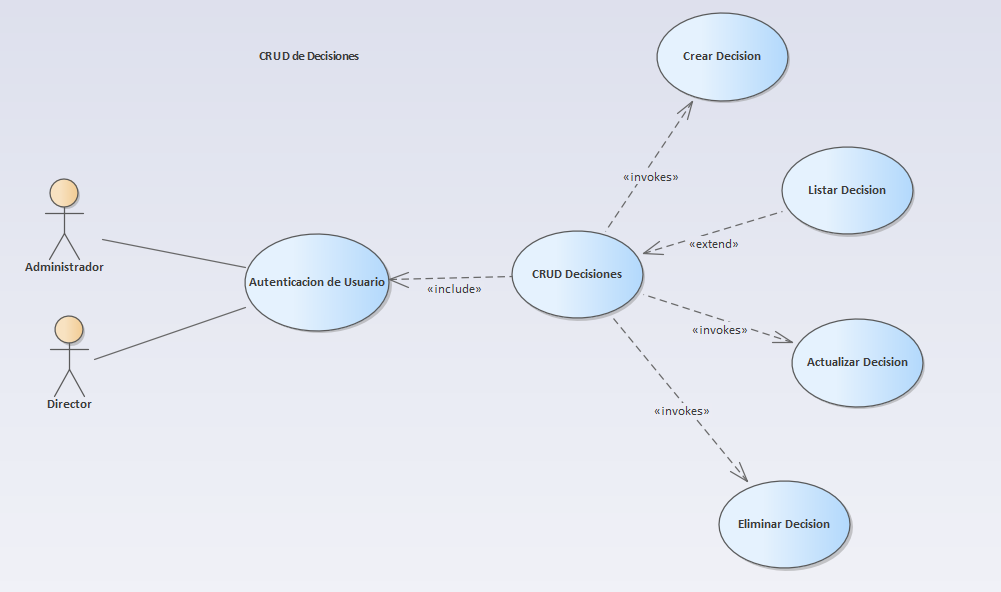 CRUD de Decisiones
Crear Decision
«invokes»
Listar Decision
«extend»
Administrador
Autenticacion de Usuario
«include»
CRUD Decisiones
«invokes»
Actualizar Decision
Director
«invokes»
Eliminar Decision